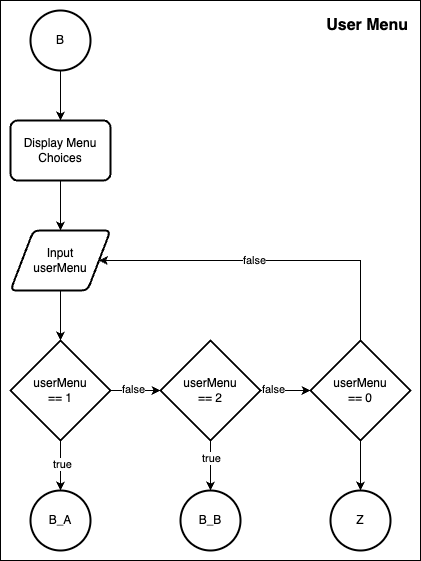 User Menu
B
Display Menu
Choices
Input
userMenu
false
userMenu
== 1
false
userMenu
== 2
false
userMenu
== 0
true
true
B_A
B_B
Z